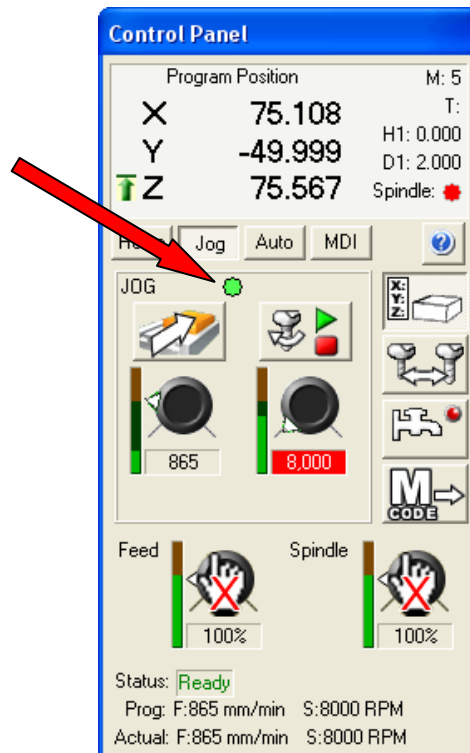 Control Panel
Program Position M: 5
X 75.108 T:
Y -49.999 H1: 0.000
D1: 2.000
Z 75.567 Spindle:
Jog Auto MDI ?
JOG X: Y: Z:
865 8,000
M CODE
Feed Spindle
100% 100%
Status: Ready
Prog: F:865 mm/min S:8000 RPM
Actual: F:865 mm/min S:8000 RPM